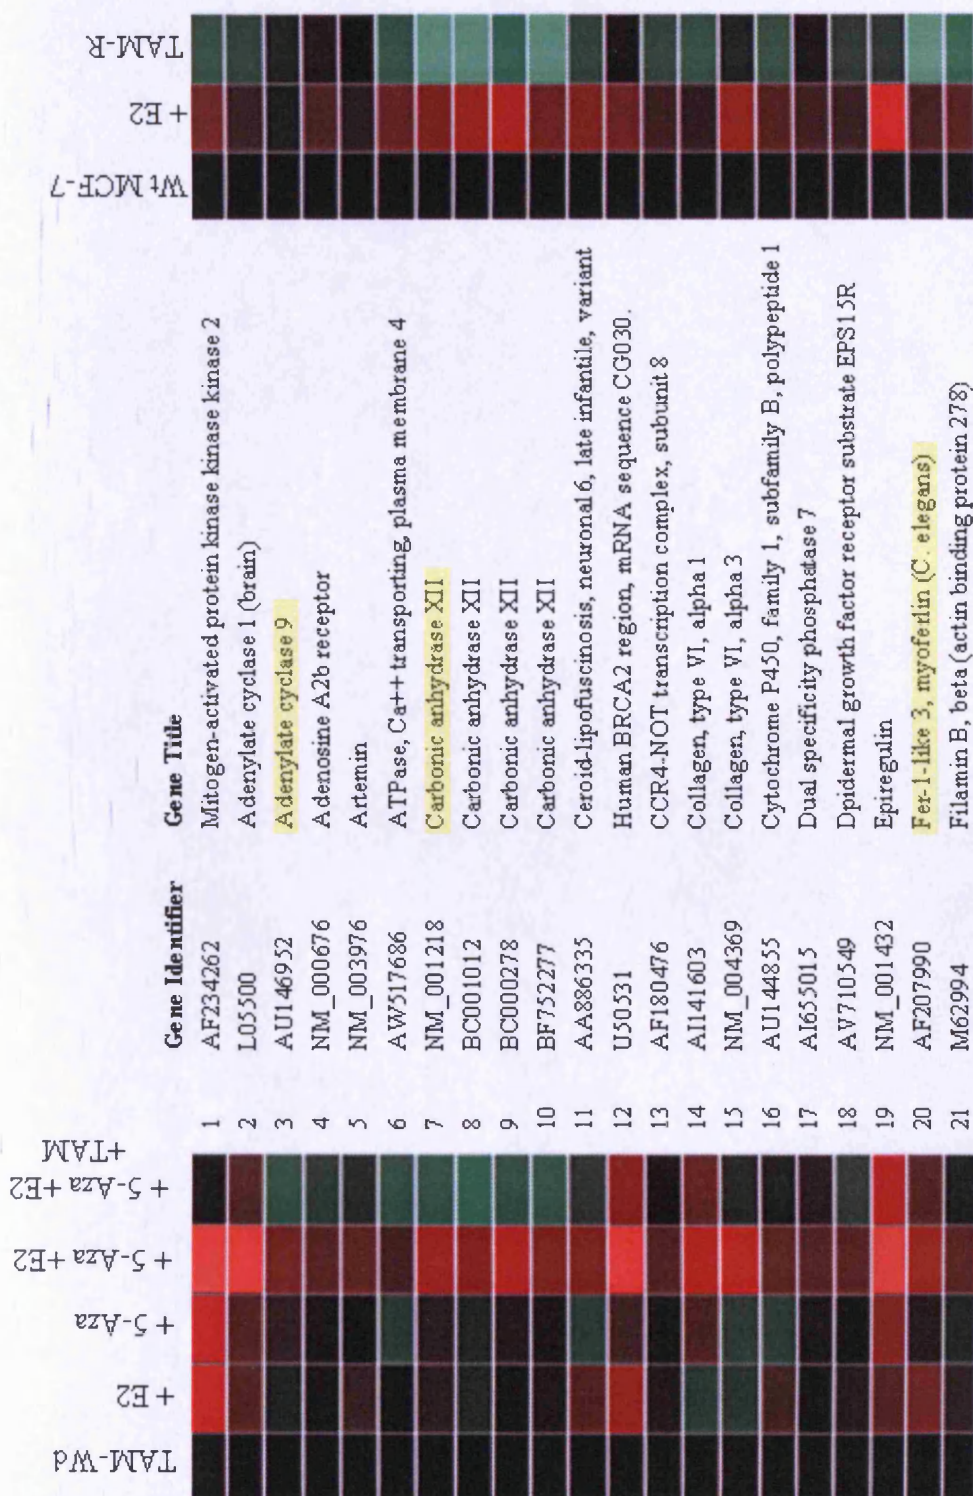 TAM-R
+ E2
Wt MCF-7
Gene Identifier Gene Title
1 AF234262 Mitogen-activated protein kinase kinase kinase 2
2 L05500 Adenylate cyclase 1 (brain)
3 AU146952 Adenylate cyclase 9
4 NM_000676 Adenosine A2b receptor
5 NM_003976 Artemin
6 AW517686 ATPase, Ca++ transporting, plasma membrane 4
7 NM_001218 Carbonic anhydrase XII
8 BC001012 Carbonic anhydrase XII
9 BC000278 Carbonic anhydrase XII
10 BF752277 Carbonic anhydrase XII
11 AA886335 Ceroid-lipofuscinosis, neuronal 6, late infantile, variant
12 U50531 Human BRCA2 region, mRNA sequence CG030.
13 AF180476 CCR4-NOT transcription complex, subunit 8
14 AI141603 Collagen, type VI, alpha 1
15 NM_004369 Collagen, type VI, alpha 3
16 AU144855 Cytochrome P450, family 1, subfamily B, polypeptide 1
17 AI655015 Dual specificity phosphatase 7
18 AV710549 Dpidermal growth factor receptor substrate EPS15R
19 NM_001432 Epiregulin
20 AF207990 Fer-1-like 3, myoferlin (C. elegans)
21 M62994 Filamin B, beta (actin binding protein 278)
+ 5-Aza +E2
+TAM
+ 5-Aza +E2
+ 5-Aza
+ E2
TAM-Wd